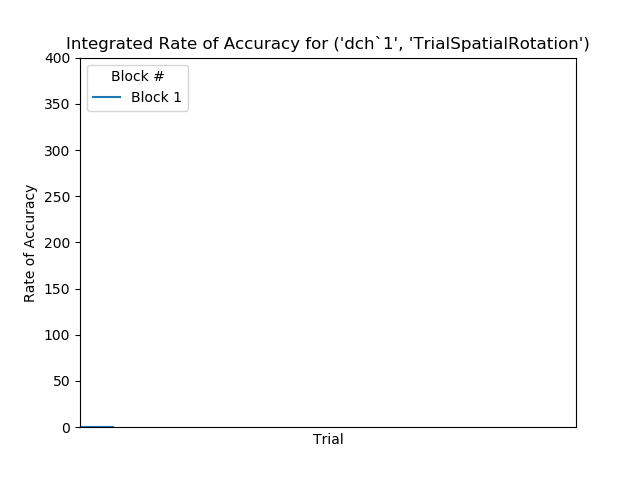 Integrated Rate of Accuracy for ('dch`1', 'TrialSpatialRotation')
400
350
300
250
200
150
100
50
0
Rate of Accuracy
Block #
Block 1
Trial